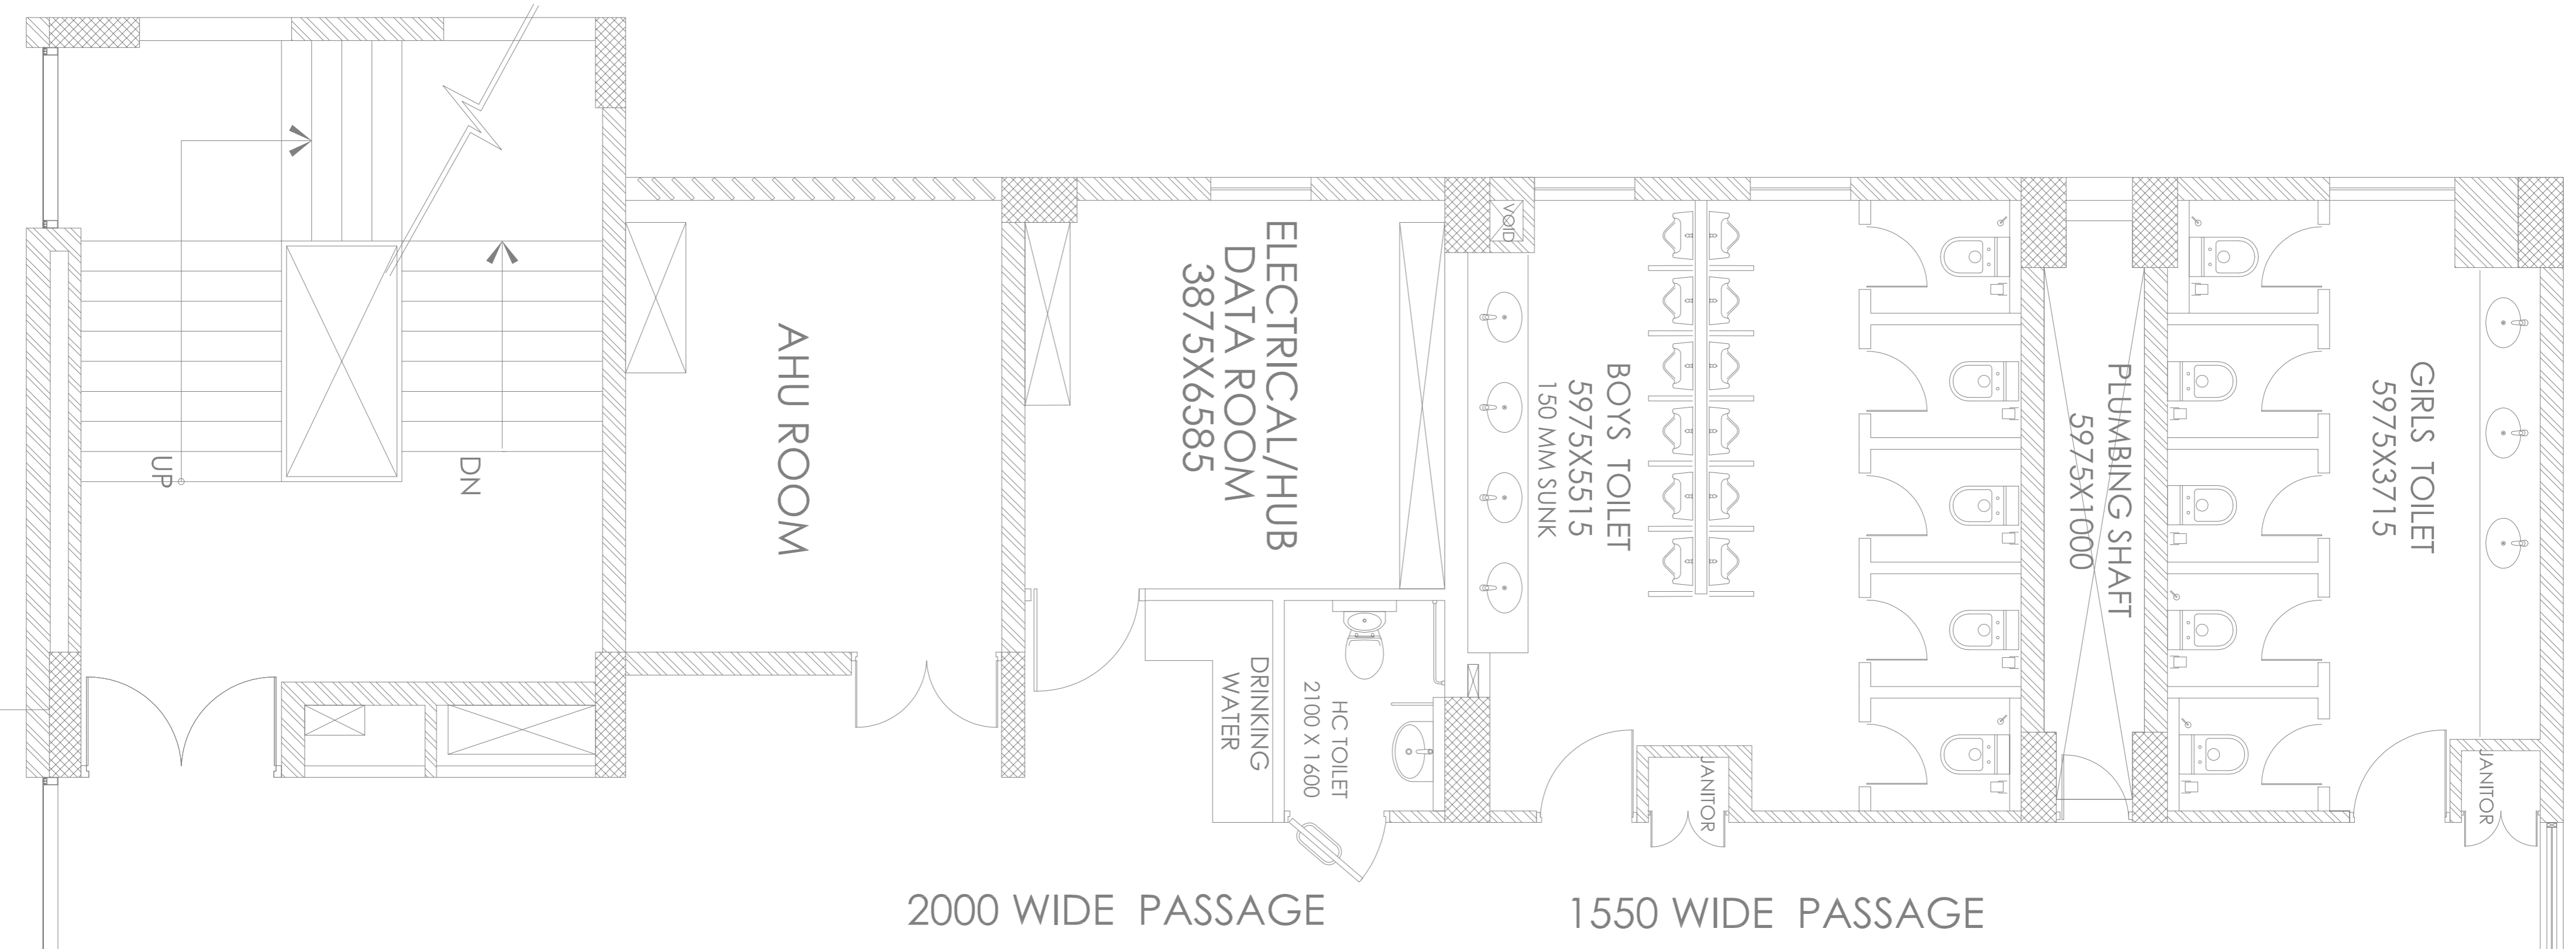 UP
DN
AHU ROOM
ELECTRICAL/HUB
DATA ROOM
3875X6585
DRINKING
WATER
HC TOILET
2100 X 1600
VOID
BOYS TOILET
5975X5515
150 MM SUNK
JANITOR
PLUMBING SHAFT
5975X1000
GIRLS TOILET
5975X3715
JANITOR
2000 WIDE PASSAGE
1550 WIDE PASSAGE